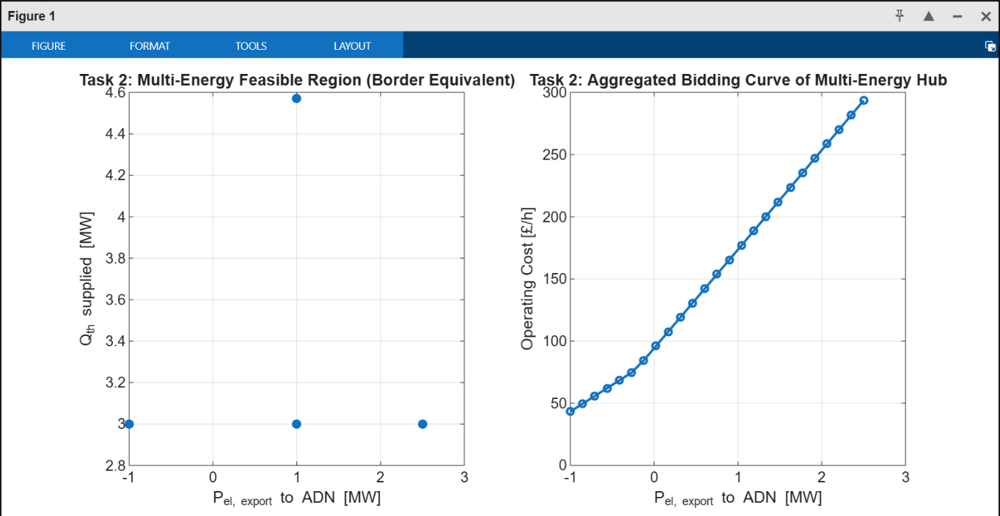 Figure 1
FIGURE FORMAT TOOLS LAYOUT
Task 2: Multi-Energy Feasible Region (Border Equivalent)
4.6
4.4
4.2
4
3.8
3.6
3.4
3.2
3
2.8
-1 0 1 2 3
Q_th supplied [MW]
P_el, export to ADN [MW]
Task 2: Aggregated Bidding Curve of Multi-Energy Hub
300
250
200
150
100
50
0
-1 0 1 2 3
Operating Cost [£/h]
P_el, export to ADN [MW]